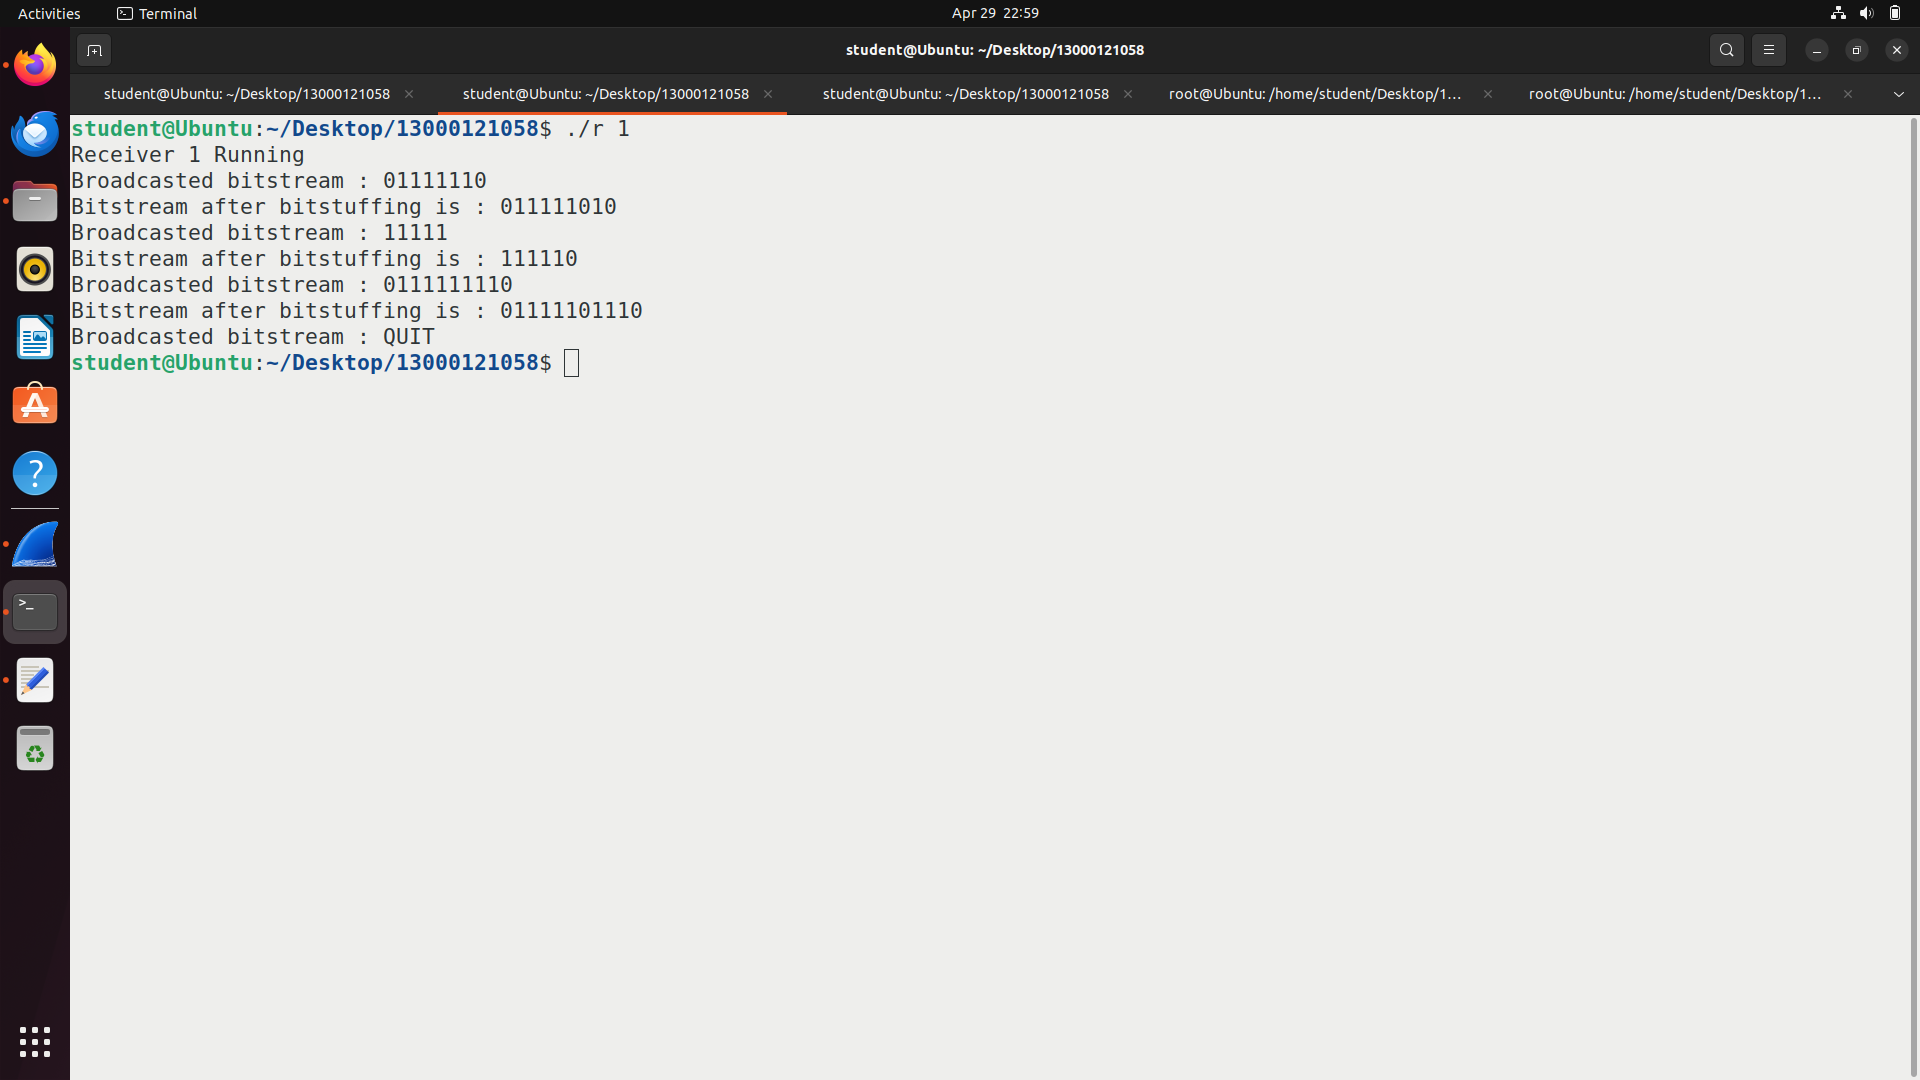 Activities
Terminal
Apr 29 22:59
student@Ubuntu: ~/Desktop/13000121058
student@Ubuntu: ~/Desktop/13000121058
student@Ubuntu: ~/Desktop/13000121058
student@Ubuntu: ~/Desktop/13000121058
root@Ubuntu: /home/student/Desktop/1...
root@Ubuntu: /home/student/Desktop/1...
student@Ubuntu:~/Desktop/13000121058$ ./r 1
Receiver 1 Running
Broadcasted bitstream : 01111110
Bitstream after bitstuffing is : 011111010
Broadcasted bitstream : 11111
Bitstream after bitstuffing is : 111110
Broadcasted bitstream : 0111111110
Bitstream after bitstuffing is : 01111101110
Broadcasted bitstream : QUIT
student@Ubuntu:~/Desktop/13000121058$